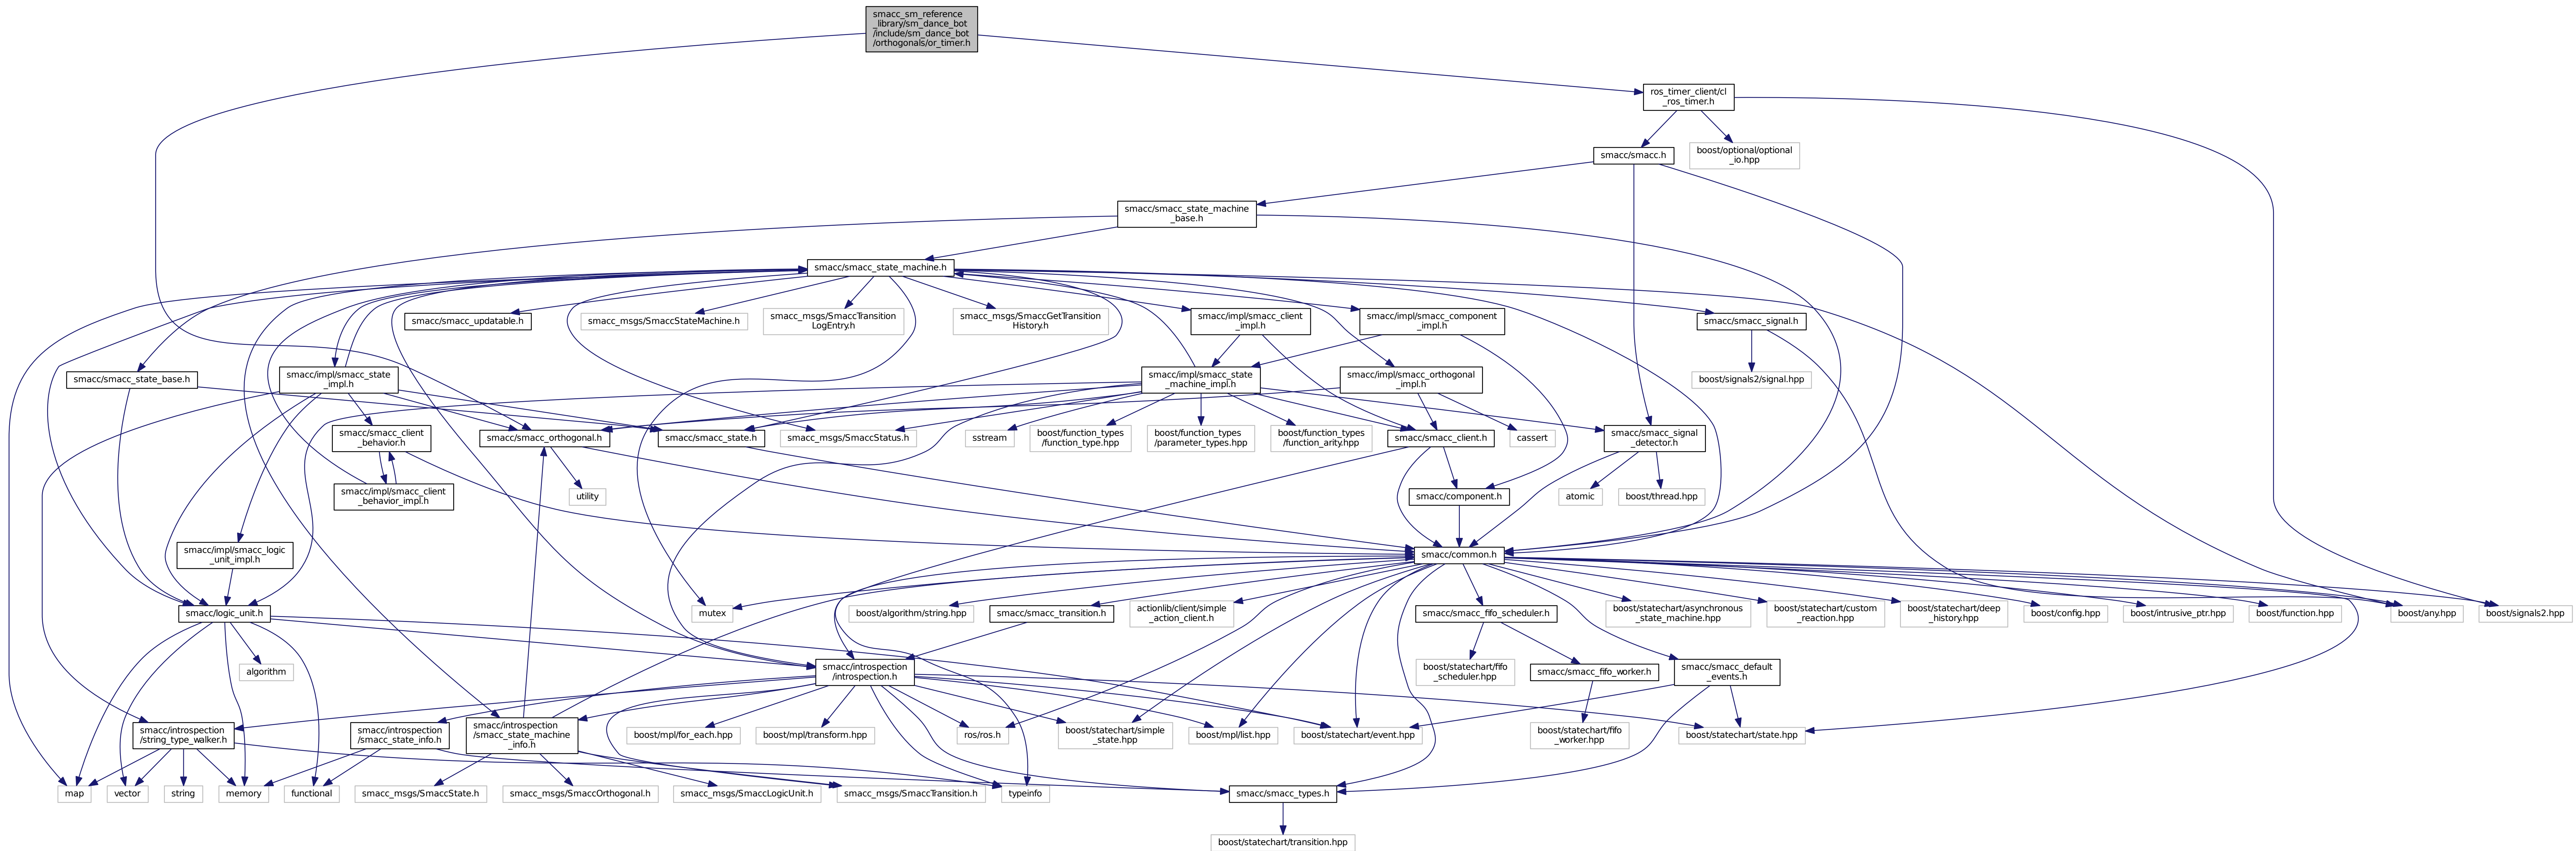 smacc_sm_reference
_library/sm_dance_bot
/include/sm_dance_bot
/orthogonals/or_timer.h
ros_timer_client/cl
_ros_timer.h
smacc/smacc.h
boost/optional/optional
_io.hpp
smacc/smacc_state_machine
_base.h
smacc/smacc_state_machine.h
smacc/smacc_updatable.h
smacc_msgs/SmaccStateMachine.h
smacc_msgs/SmaccTransition
LogEntry.h
smacc_msgs/SmaccGetTransition
History.h
smacc/impl/smacc_client
_impl.h
smacc/impl/smacc_component
_impl.h
smacc/smacc_signal.h
smacc/smacc_state_base.h
smacc/impl/smacc_state
_impl.h
smacc/impl/smacc_state
_machine_impl.h
smacc/impl/smacc_orthogonal
_impl.h
boost/signals2/signal.hpp
smacc/smacc_client
_behavior.h
smacc/smacc_orthogonal.h
smacc/smacc_state.h
smacc_msgs/SmaccStatus.h
sstream
boost/function_types
/function_type.hpp
boost/function_types
/parameter_types.hpp
boost/function_types
/function_arity.hpp
smacc/smacc_client.h
cassert
smacc/smacc_signal
_detector.h
smacc/impl/smacc_client
_behavior_impl.h
utility
smacc/component.h
atomic
boost/thread.hpp
smacc/impl/smacc_logic
_unit_impl.h
smacc/common.h
smacc/logic_unit.h
mutex
boost/algorithm/string.hpp
smacc/smacc_transition.h
actionlib/client/simple
_action_client.h
smacc/smacc_fifo_scheduler.h
boost/statechart/asynchronous
_state_machine.hpp
boost/statechart/custom
_reaction.hpp
boost/statechart/deep
_history.hpp
boost/config.hpp
boost/intrusive_ptr.hpp
boost/function.hpp
boost/any.hpp
boost/signals2.hpp
algorithm
smacc/introspection
/introspection.h
boost/statechart/fifo
_scheduler.hpp
smacc/smacc_fifo_worker.h
smacc/smacc_default
_events.h
smacc/introspection
/string_type_walker.h
smacc/introspection
/smacc_state_info.h
smacc/introspection
/smacc_state_machine
_info.h
boost/mpl/for_each.hpp
boost/mpl/transform.hpp
ros/ros.h
boost/statechart/simple
_state.hpp
boost/mpl/list.hpp
boost/statechart/event.hpp
boost/statechart/fifo
_worker.hpp
boost/statechart/state.hpp
map
vector
string
memory
functional
smacc_msgs/SmaccState.h
smacc_msgs/SmaccOrthogonal.h
smacc_msgs/SmaccLogicUnit.h
smacc_msgs/SmaccTransition.h
typeinfo
smacc/smacc_types.h
boost/statechart/transition.hpp